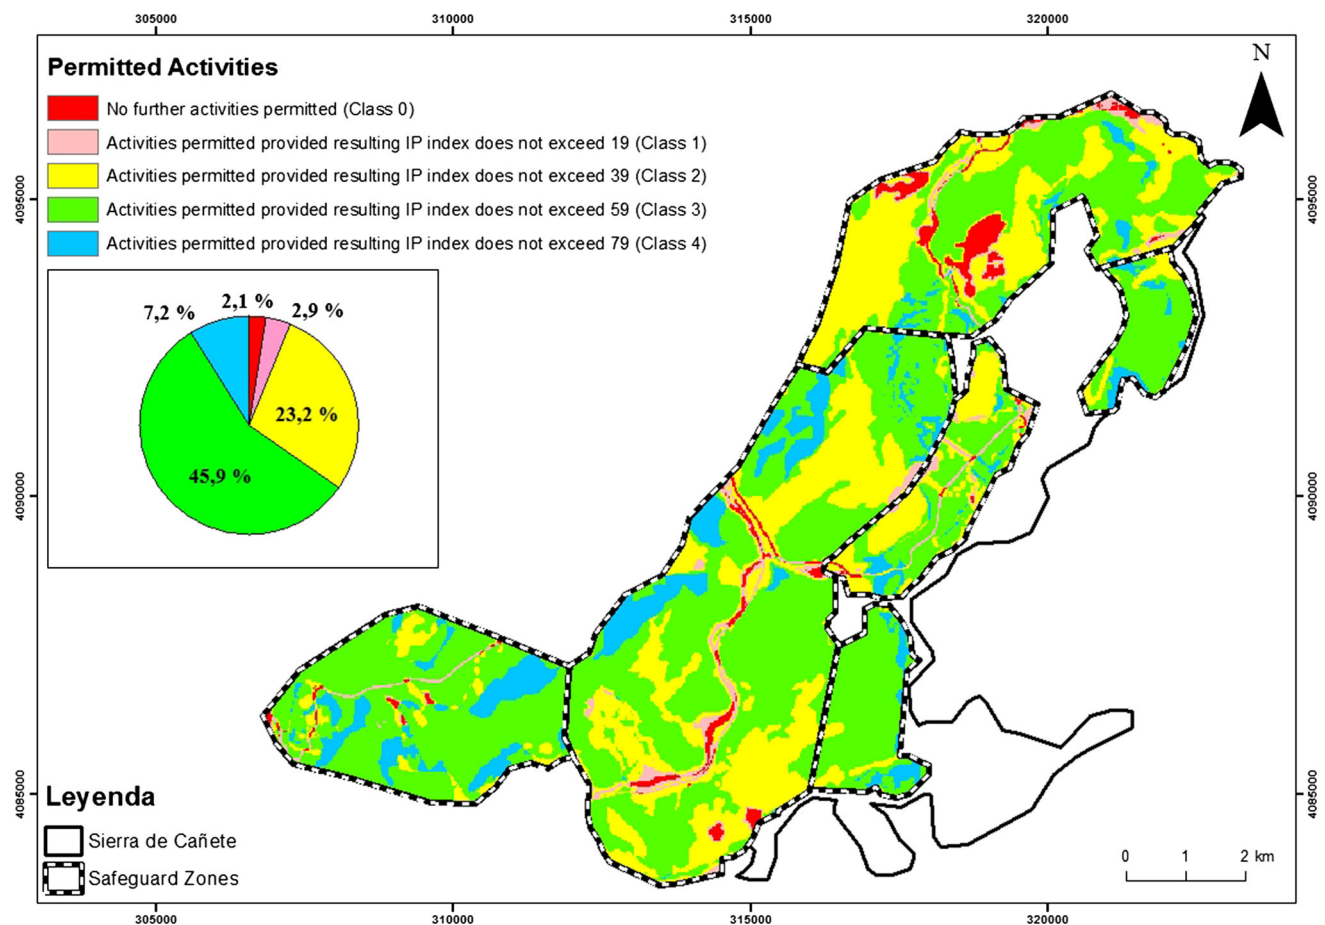 305000
310000
315000
320000
N
Permitted Activities
No further activities permitted (Class 0)
Activities permitted provided resulting IP index does not exceed 19 (Class 1)
Activities permitted provided resulting IP index does not exceed 39 (Class 2)
Activities permitted provided resulting IP index does not exceed 59 (Class 3)
Activities permitted provided resulting IP index does not exceed 79 (Class 4)
4095000
4095000
7,2 %
2,1 %
2,9 %
23,2 %
45,9 %
4090000
4090000
4085000
4085000
Leyenda
Sierra de Cañete
Safeguard Zones
0 1 2 km
305000
310000
315000
320000